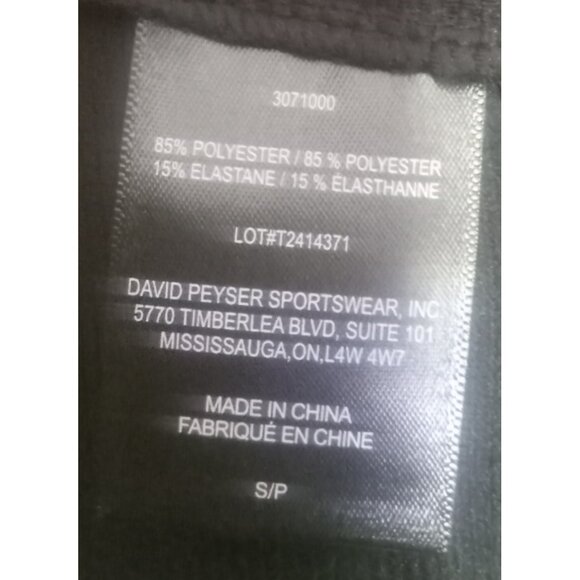 3071000
85% POLYESTER / 85 % POLYESTER
15% ELASTANE / 15 % ÉLASTHANNE
LOT#T2414371
DAVID PEYSER SPORTSWEAR, INC.
5770 TIMBERLEA BLVD, SUITE 101
MISSISSAUGA,ON,L4W 4W7
MADE IN CHINA
FABRIQUÉ EN CHINE
S/P